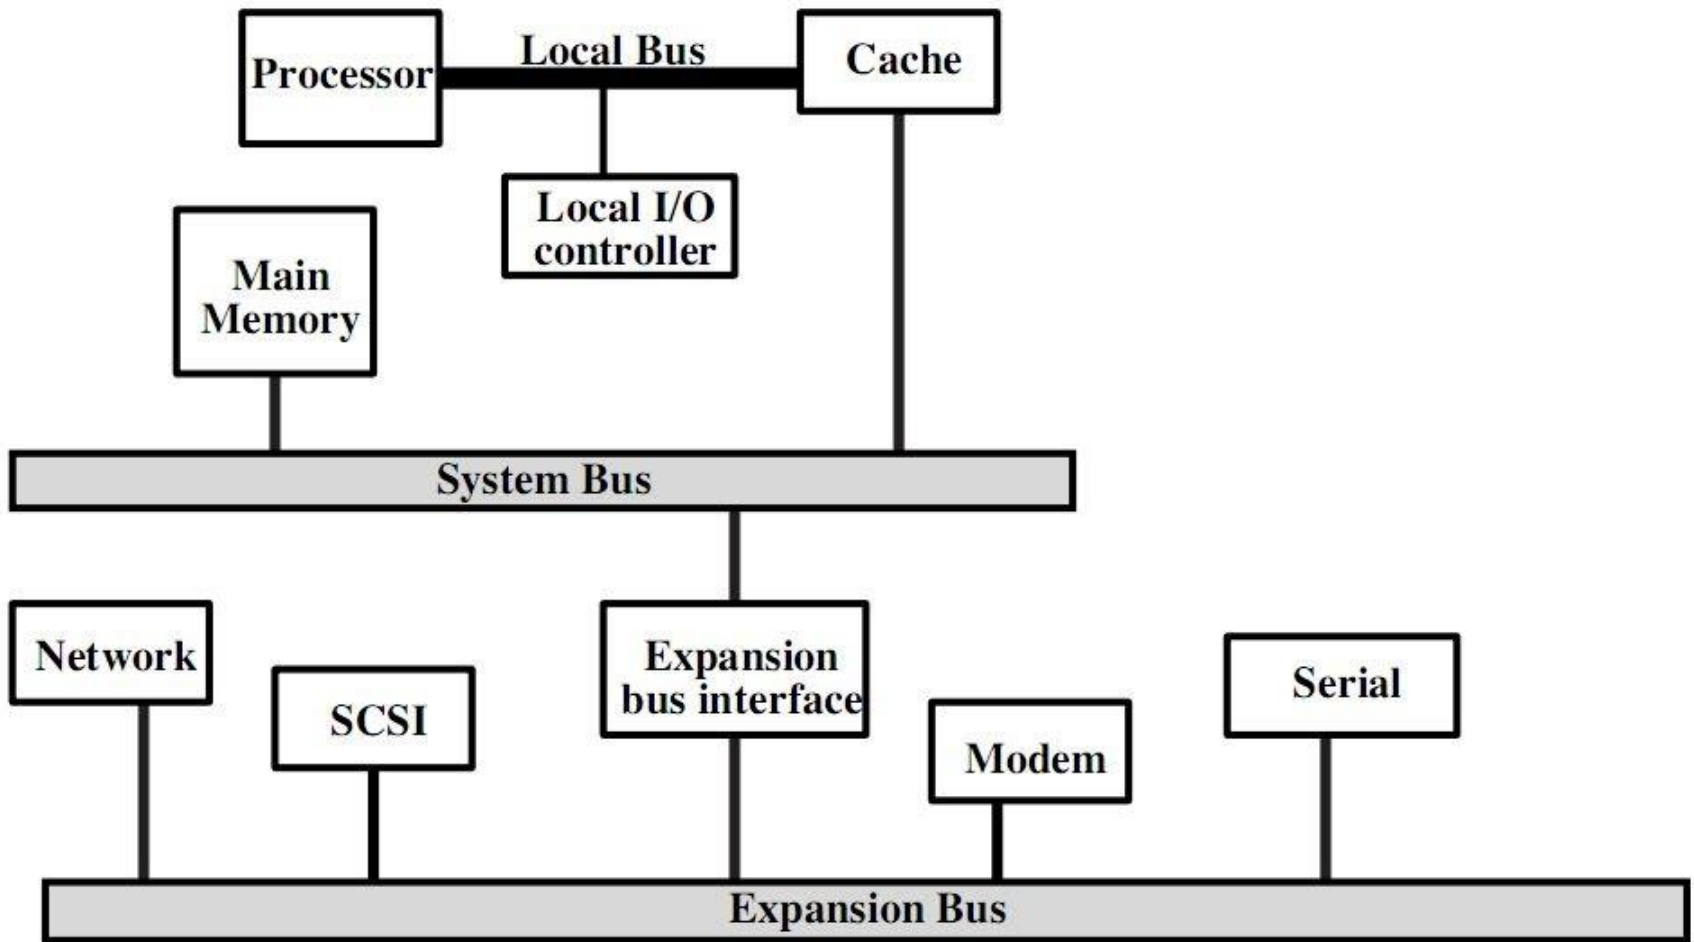 Processor
Local Bus
Cache
Local I/O
controller
Main
Memory
System Bus
Network
SCSI
Expansion
bus interface
Modem
Serial
Expansion Bus